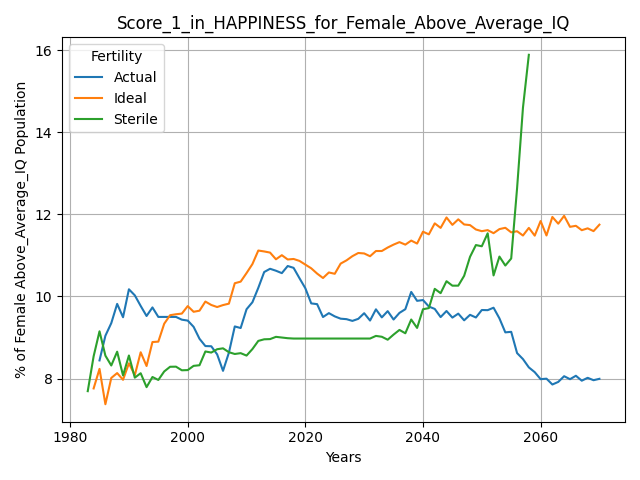 Score_1_in_HAPPINESS_for_Female_Above_Average_IQ
% of Female Above_Average_IQ Population
16
14
12
10
8
Fertility
Actual
Ideal
Sterile
1980
2000
2020
2040
2060
Years